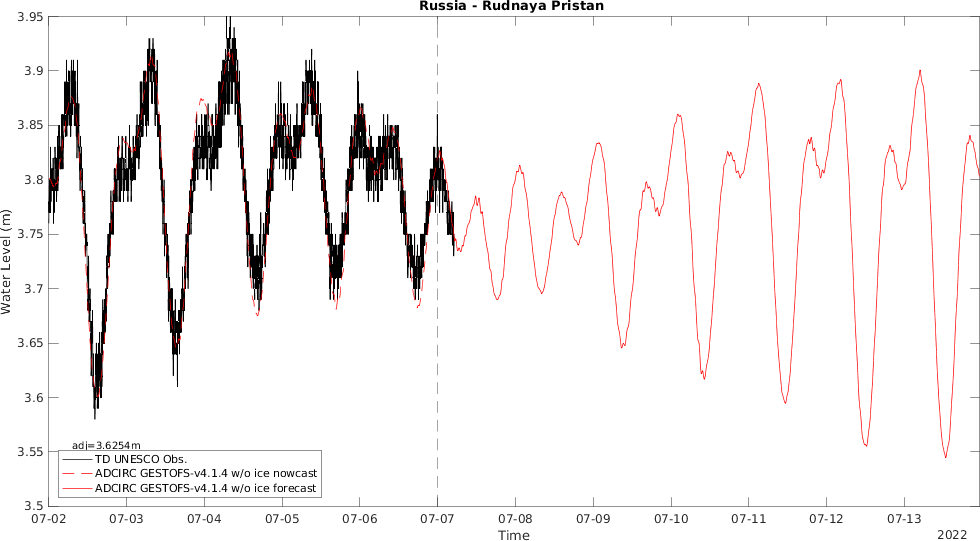 Russia - Rudnaya Pristan
3.95
3.9
3.85
3.8
3.75
3.7
3.65
3.6
3.55
3.5
Water Level (m)
adj=3.6254m
TD UNESCO Obs.
ADCIRC GESTOFS-v4.1.4 w/o ice nowcast
ADCIRC GESTOFS-v4.1.4 w/o ice forecast
07-02 07-03 07-04 07-05 07-06 07-07 07-08 07-09 07-10 07-11 07-12 07-13
Time
2022